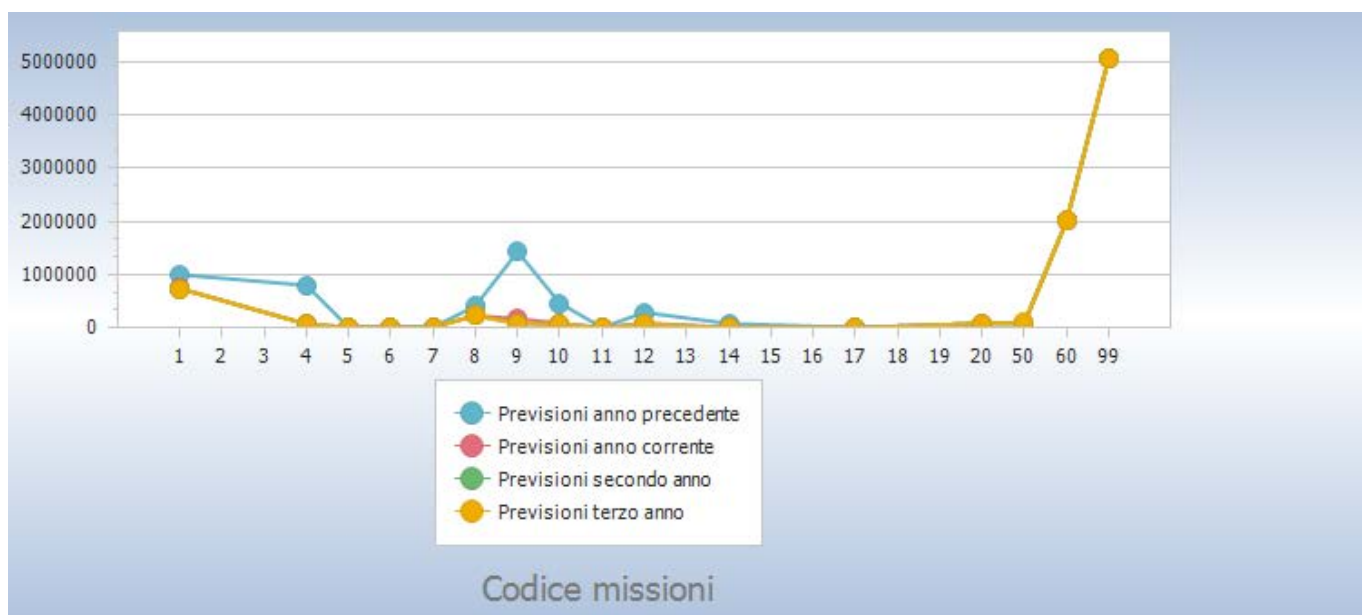 5000000
4000000
3000000
2000000
1000000
0
1 2 3 4 5 6 7 8 9 10 11 12 13 14 15 16 17 18 19 20 50 60 99
Previsioni anno precedente
Previsioni anno corrente
Previsioni secondo anno
Previsioni terzo anno
Codice missioni